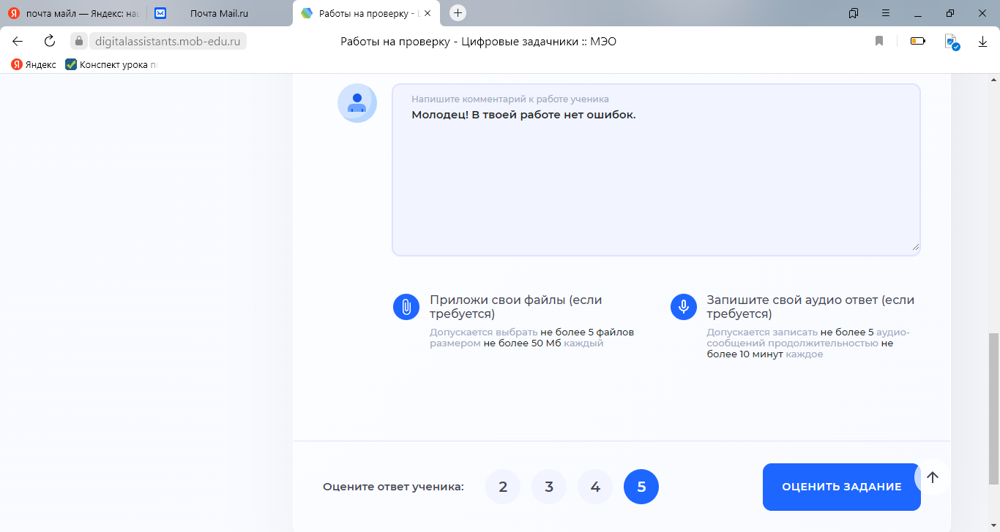 почта майл — Яндекс: наш
Почта Mail.ru
Работы на проверку -
digitalassistants.mob-edu.ru
Работы на проверку - Цифровые задачники :: МЭО
Яндекс
Конспект урока
Напишите комментарий к работе ученика
Молодец! В твоей работе нет ошибок.
Приложи свои файлы (если
требуется)
Допускается выбрать не более 5 файлов
размером не более 50 Мб каждый
Запишите свой аудио ответ (если
требуется)
Допускается записать не более 5 аудио-
сообщений продолжительностью не
более 10 минут каждое
Оцените ответ ученика:
2
3
4
5
ОЦЕНИТЬ ЗАДАНИЕ